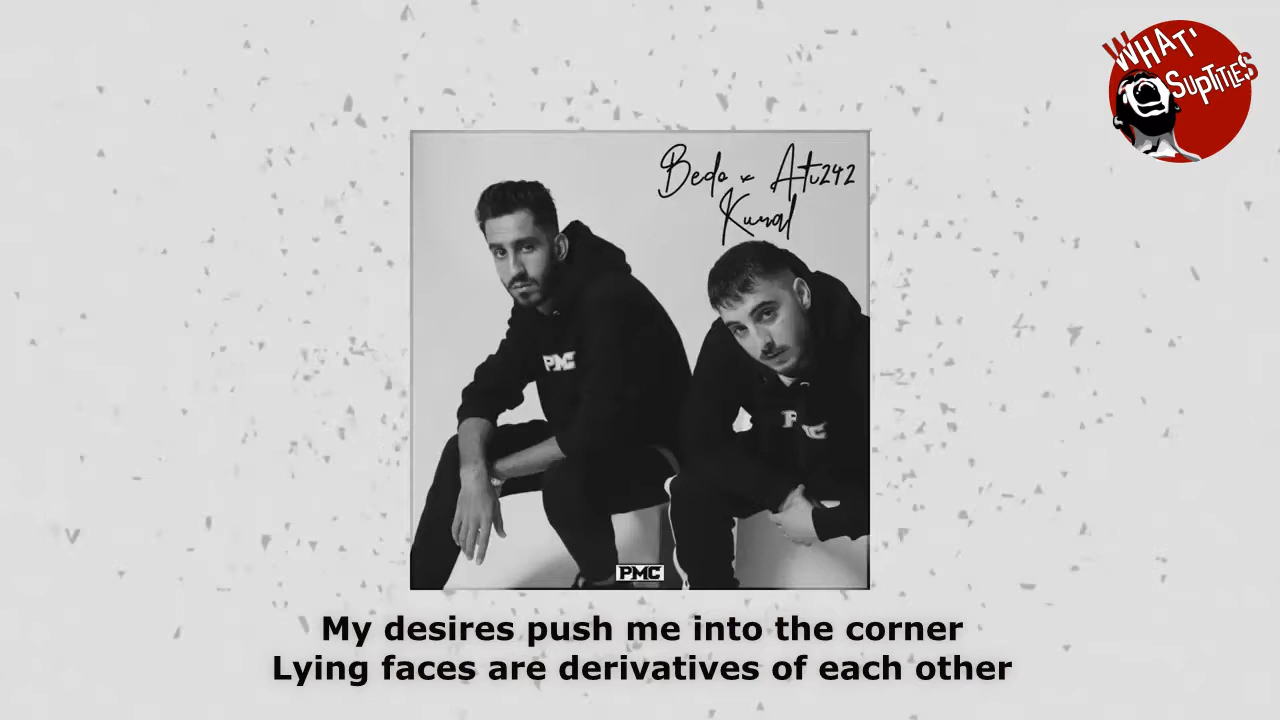 WHAT'
SUPTITLES
Bedo x Ati242
Kural
PMC
PMC
PMC
My desires push me into the corner
Lying faces are derivatives of each other